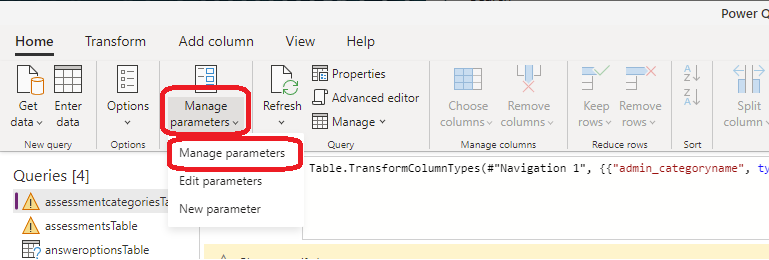 Power Q
Home Transform Add column View Help
Get data Enter data
Options
Manage parameters
Refresh
Properties
Advanced editor
Manage
Choose columns Remove columns
Keep rows Remove rows
Sort
Split column
New query Options Query Manage columns Reduce rows Sort
Manage parameters
Edit parameters
New parameter
Queries [4]
Table.TransformColumnTypes(#"Navigation 1", {{"admin_categoryname", ty
assessmentcategoriesTa
assessmentsTable
answeroptionsTable